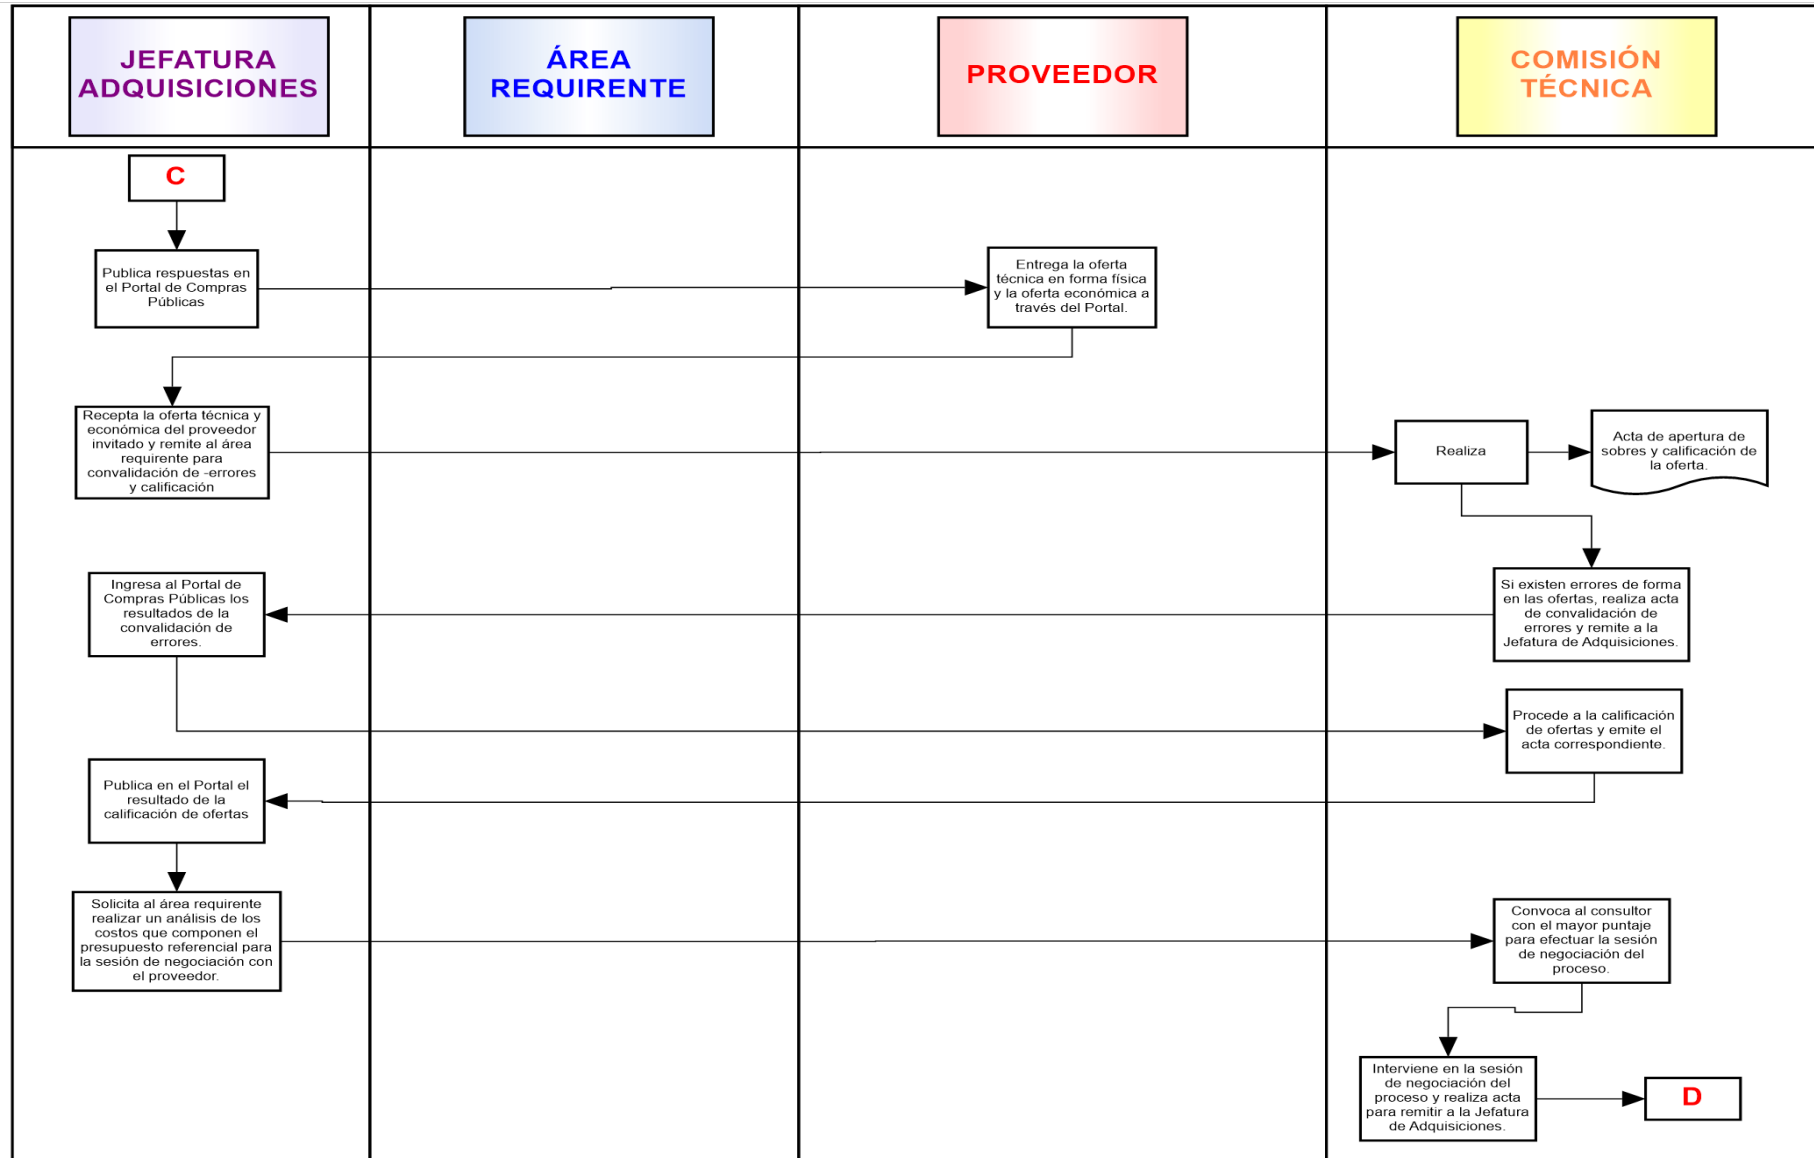 JEFATURA
ADQUISICIONES
ÁREA
REQUIRENTE
PROVEEDOR
COMISIÓN
TÉCNICA
C
Publica respuestas en
el Portal de Compras
Públicas
Entrega la oferta
técnica en forma física
y la oferta económica a
través del Portal.
Recepta la oferta técnica y
económica del proveedor
invitado y remite al área
requirente para
convalidación de -errores
y calificación
Realiza
Acta de apertura de
sobres y calificación de
la oferta.
Ingresa al Portal de
Compras Públicas los
resultados de la
convalidación de
errores.
Si existen errores de forma
en las ofertas, realiza acta
de convalidación de
errores y remite a la
Jefatura de Adquisiciones.
Procede a la calificación
de ofertas y emite el
acta correspondiente.
Publica en el Portal el
resultado de la
calificación de ofertas
Solicita al área requirente
realizar un análisis de los
costos que componen el
presupuesto referencial para
la sesión de negociación con
el proveedor.
Convoca al consultor
con el mayor puntaje
para efectuar la sesión
de negociación del
proceso.
Interviene en la sesión
de negociación del
proceso y realiza acta
para remitir a la Jefatura
de Adquisiciones.
D